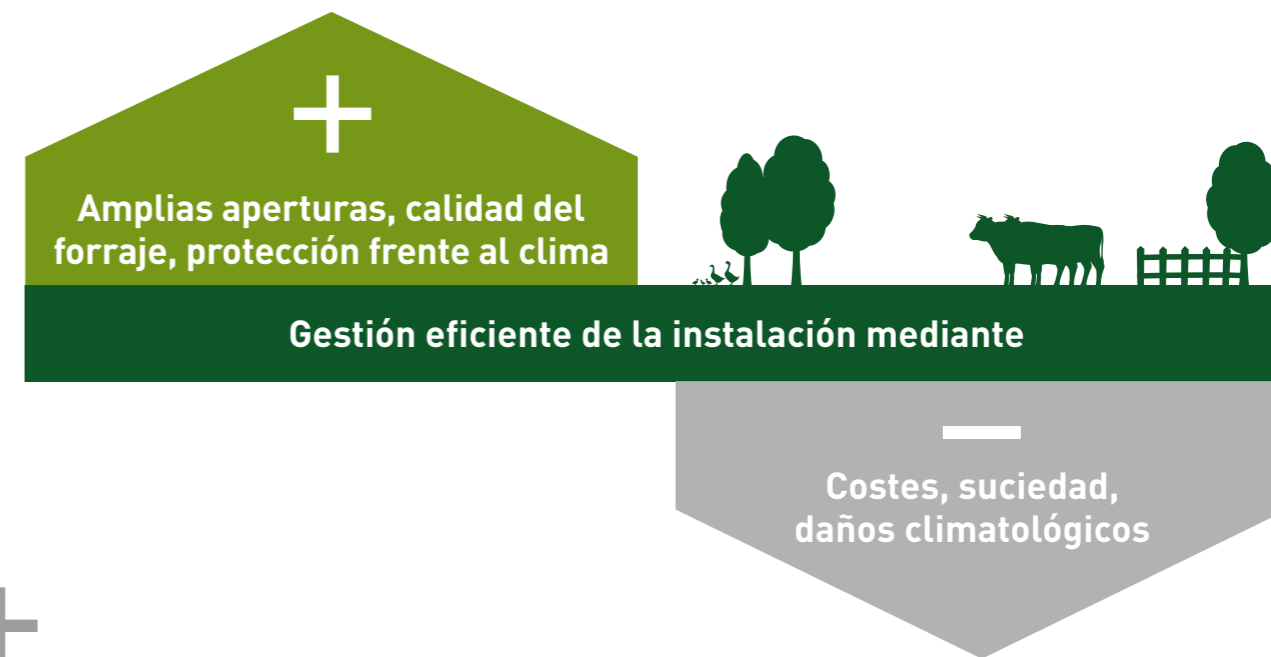 +
Amplias aperturas, calidad del
forraje, protección frente al clima
Gestión eficiente de la instalación mediante
–
Costes, suciedad,
daños climatológicos
+